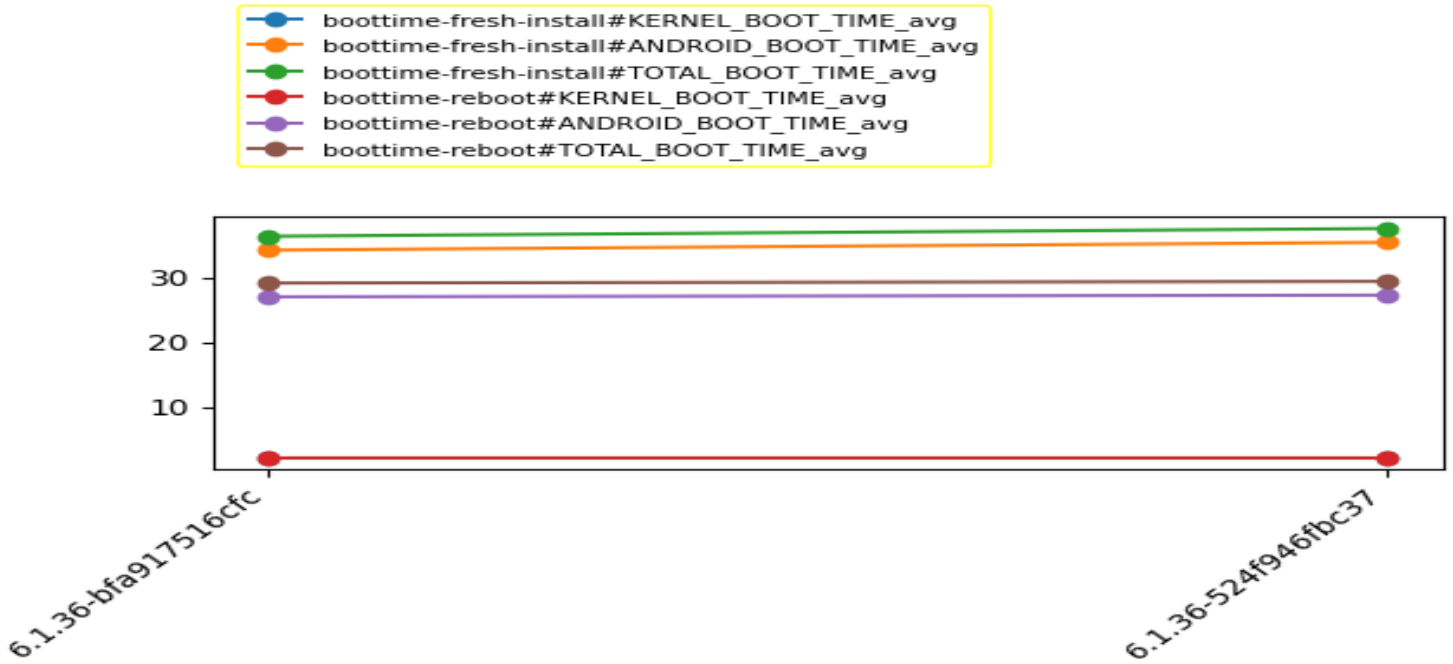 boottime-fresh-install#KERNEL_BOOT_TIME_avg
boottime-fresh-install#ANDROID_BOOT_TIME_avg
boottime-fresh-install#TOTAL_BOOT_TIME_avg
boottime-reboot#KERNEL_BOOT_TIME_avg
boottime-reboot#ANDROID_BOOT_TIME_avg
boottime-reboot#TOTAL_BOOT_TIME_avg
30
20
10
6.1.36-bfa917516cfc
6.1.36-524f946fbc37